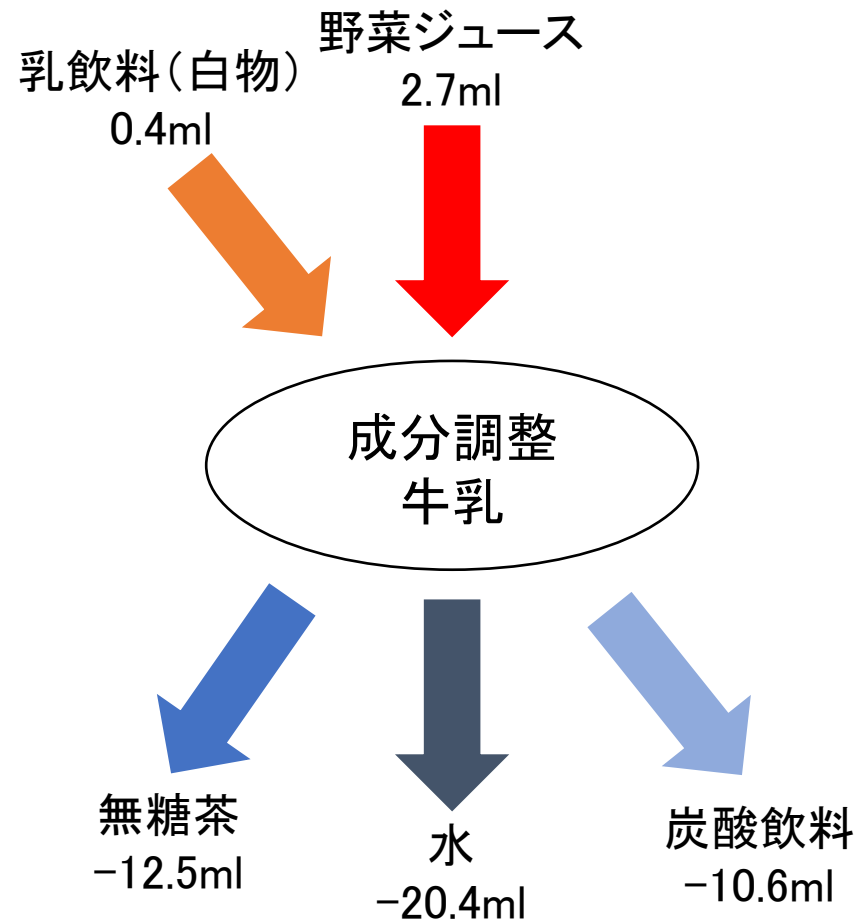 乳飲料（白物）
0.4ml
野菜ジュース
2.7ml
成分調整
牛乳
無糖茶
-12.5ml
水
-20.4ml
炭酸飲料
-10.6ml